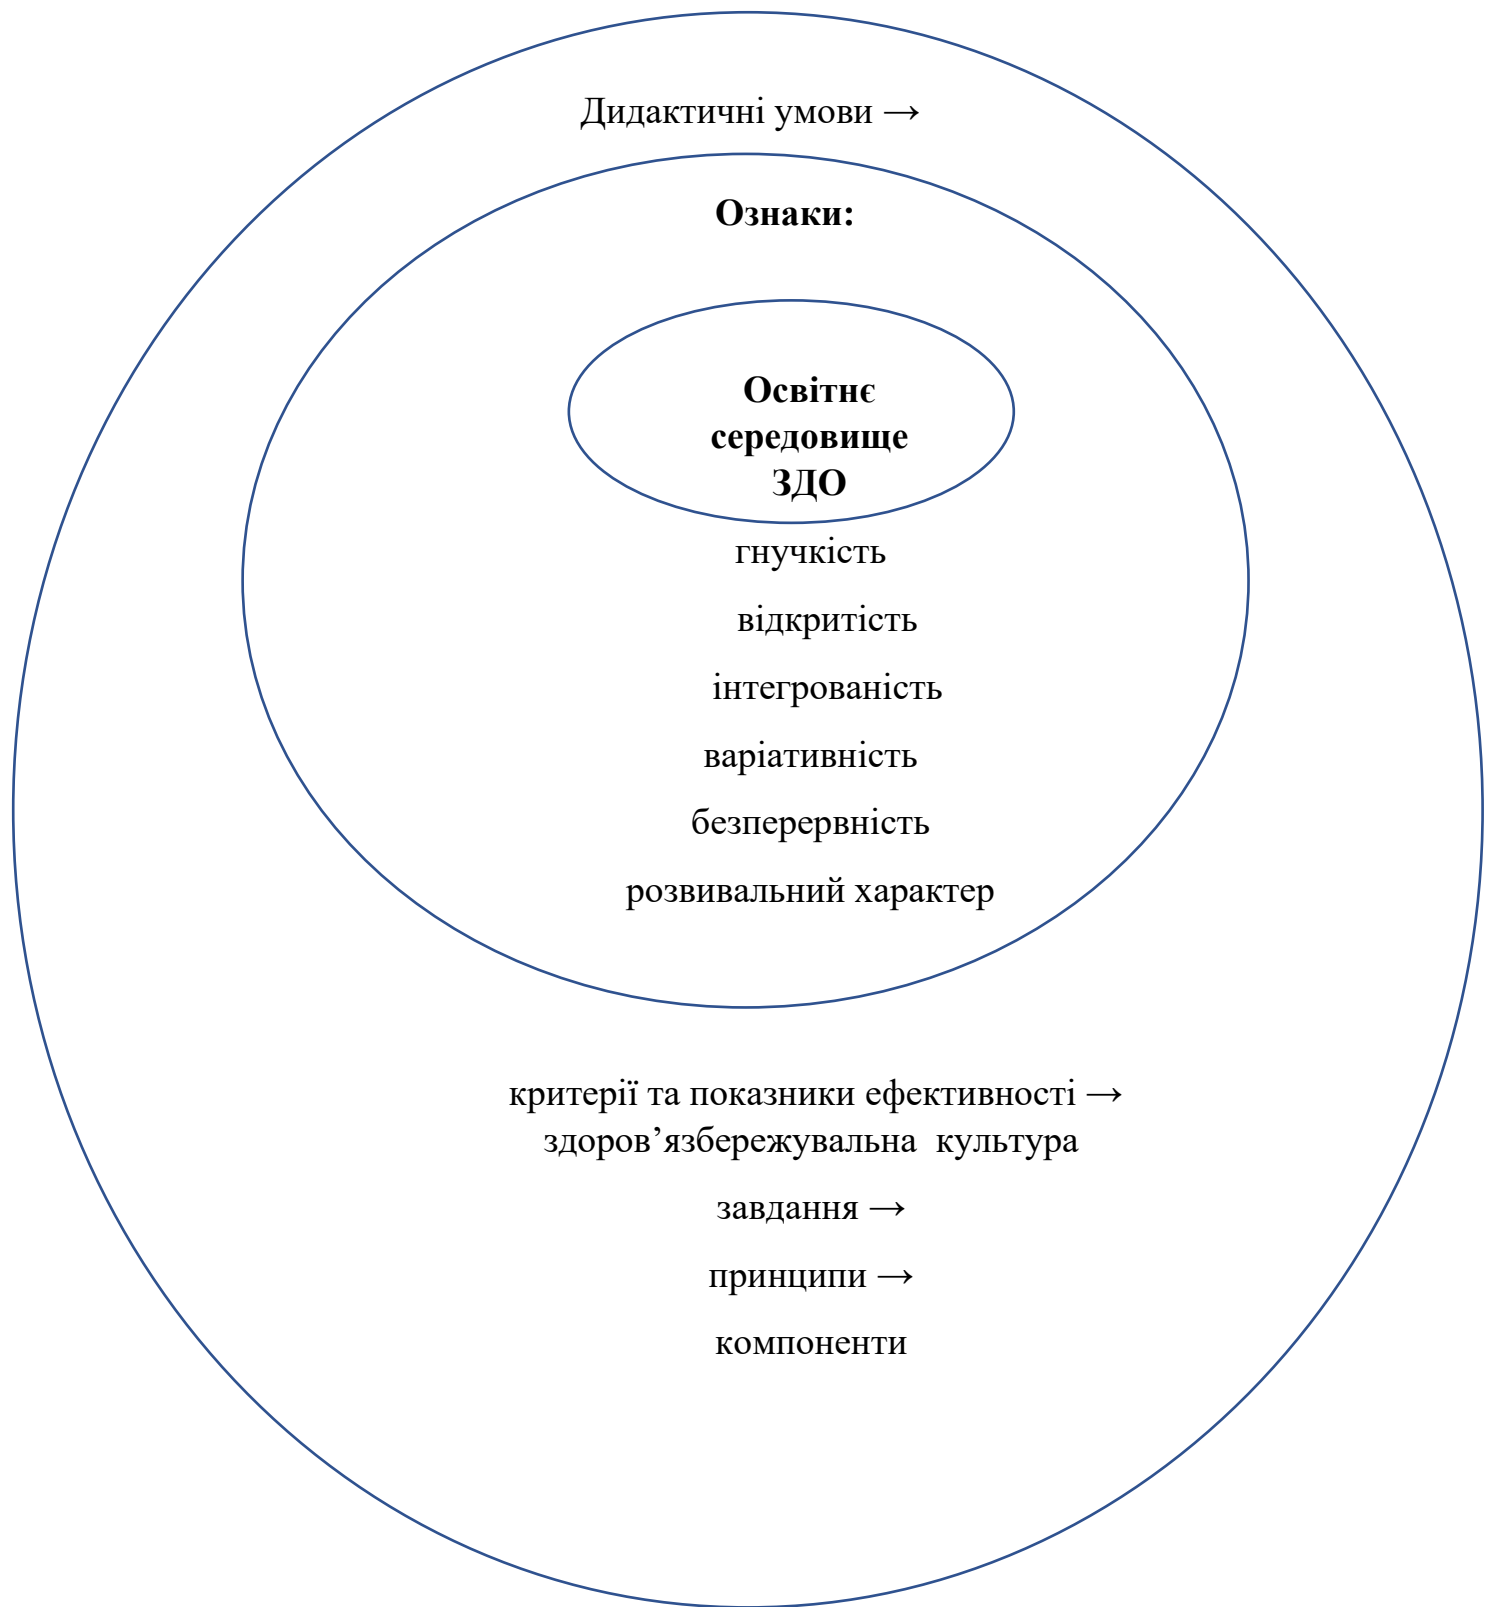 Дидактичні умови →
Ознаки:
Освітнє
середовище
ЗДО
гнучкість
відкритість
інтегрованість
варіативність
безперервність
розвивальний характер
критерії та показники ефективності →
здоров’язбережувальна культура
завдання →
принципи →
компоненти